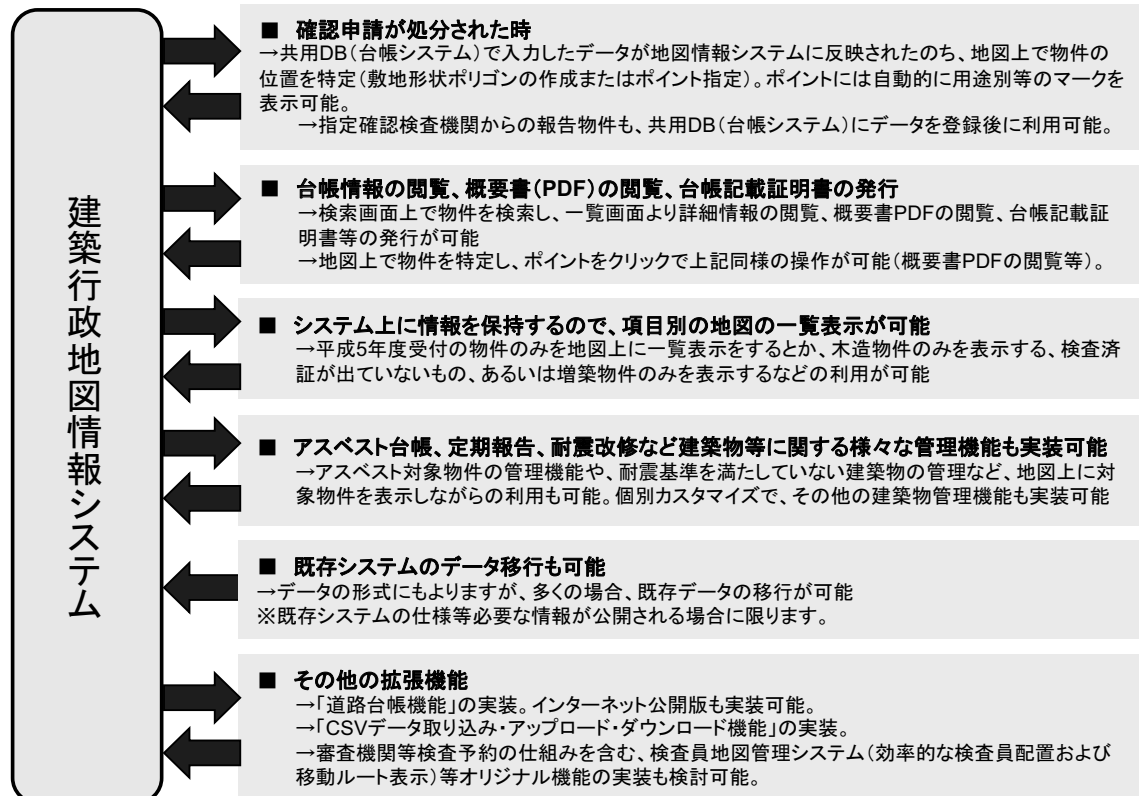 建築行政地図情報システム
■ 確認申請が処分された時
→共用DB(台帳システム)で入力したデータが地図情報システムに反映されたのち、地図上で物件の
位置を特定(敷地形状ポリゴンの作成またはポイント指定)。ポイントには自動的に用途別等のマークを
表示可能。
→指定確認検査機関からの報告物件も、共用DB(台帳システム)にデータを登録後に利用可能。
■ 台帳情報の閲覧、概要書(PDF)の閲覧、台帳記載証明書の発行
→検索画面上で物件を検索し、一覧画面より詳細情報の閲覧、概要書PDFの閲覧、台帳記載証
明書等の発行が可能
→地図上で物件を特定し、ポイントをクリックで上記同様の操作が可能(概要書PDFの閲覧等)。
■ システム上に情報を保持するので、項目別の地図の一覧表示が可能
→平成5年度受付の物件のみを地図上に一覧表示をするとか、木造物件のみを表示する、検査済
証が出ていないもの、あるいは増築物件のみを表示するなどの利用が可能
■ アスベスト台帳、定期報告、耐震改修など建築物等に関する様々な管理機能も実装可能
→アスベスト対象物件の管理機能や、耐震基準を満たしていない建築物の管理など、地図上に対
象物件を表示しながらの利用も可能。個別カスタマイズで、その他の建築物管理機能も実装可能
■ 既存システムのデータ移行も可能
→データの形式にもよりますが、多くの場合、既存データの移行が可能
※既存システムの仕様等必要な情報が公開される場合に限ります。
■ その他の拡張機能
→「道路台帳機能」の実装。インターネット公開版も実装可能。
→「CSVデータ取り込み・アップロード・ダウンロード機能」の実装。
→審査機関等検査予約の仕組みを含む、検査員地図管理システム(効率的な検査員配置および
移動ルート表示)等オリジナル機能の実装も検討可能。